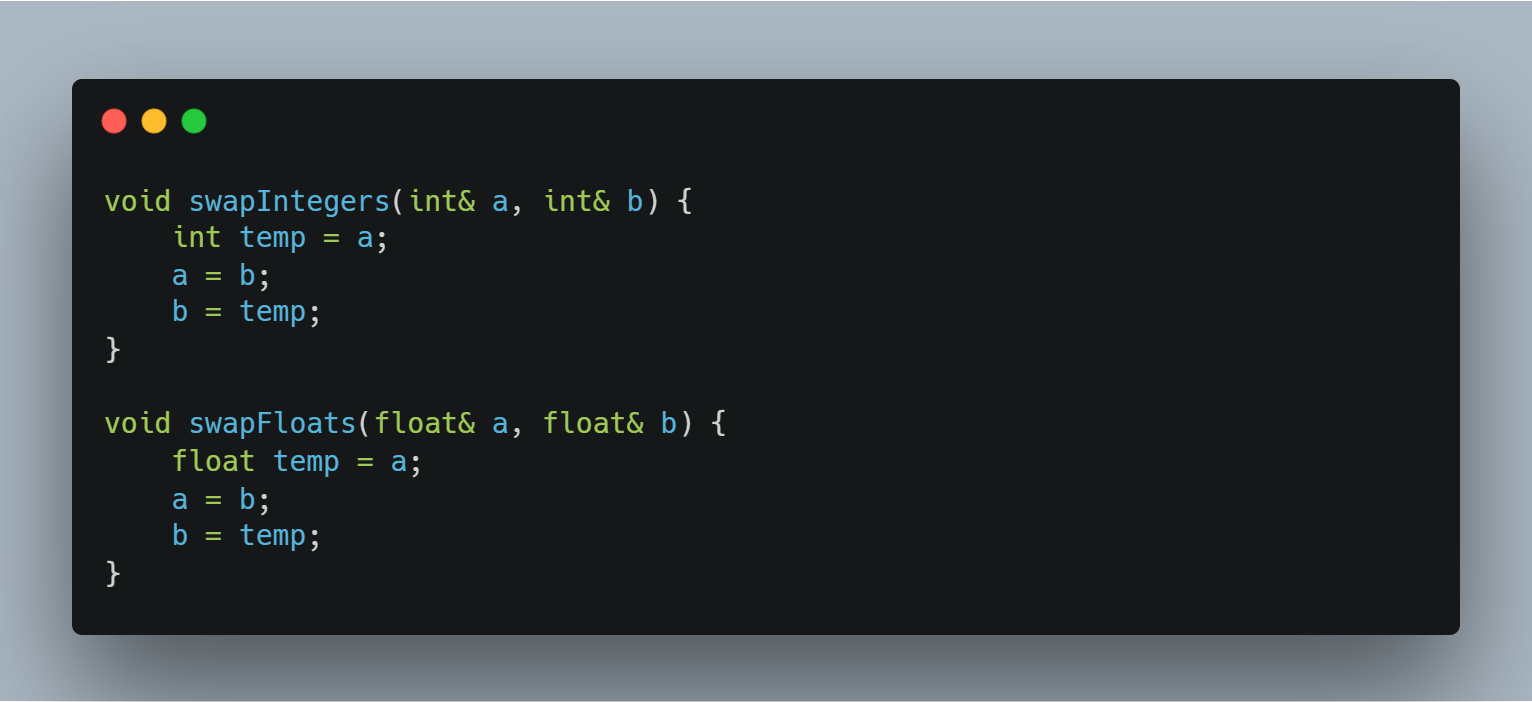 void swapIntegers(int& a, int& b) {
    int temp = a;
    a = b;
    b = temp;
}

void swapFloats(float& a, float& b) {
    float temp = a;
    a = b;
    b = temp;
}